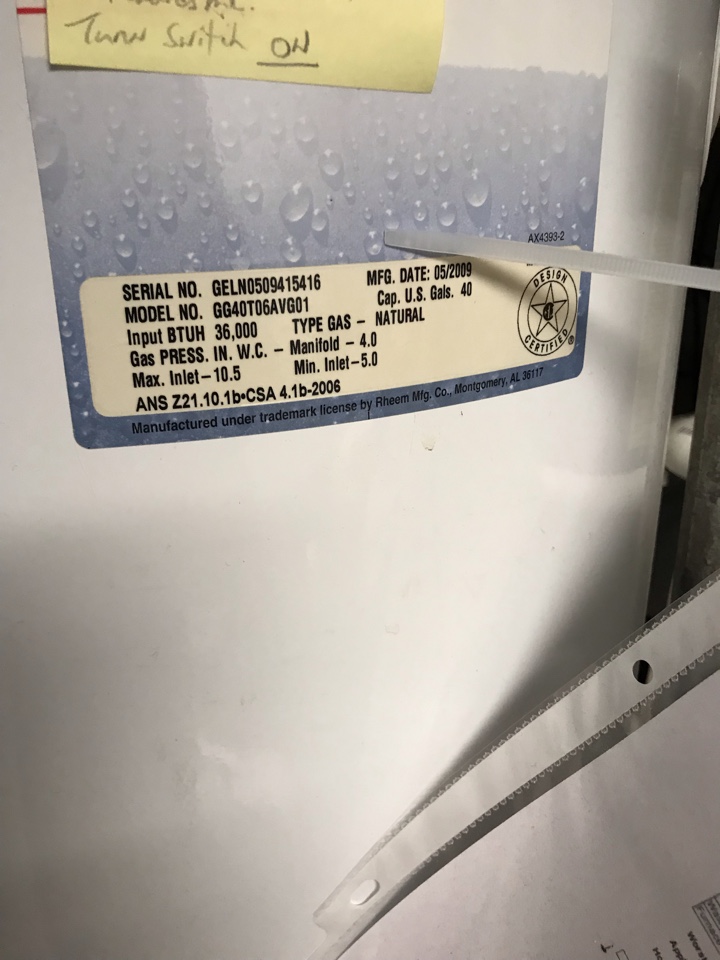 Turn Switch ON
AX4393-2
SERIAL NO. GELN0509415416 MFG. DATE: 05/2009
MODEL NO. GG40T06AVG01 Cap. U.S. Gals. 40
Input BTUH 36,000 TYPE GAS – NATURAL
Gas PRESS. IN. W.C. – Manifold – 4.0
Max. Inlet–10.5 Min. Inlet–5.0
ANS Z21.10.1b•CSA 4.1b-2006
DESIGN
CERTIFIED
®
Manufactured under trademark license by Rheem Mfg. Co., Montgomery, AL 36117